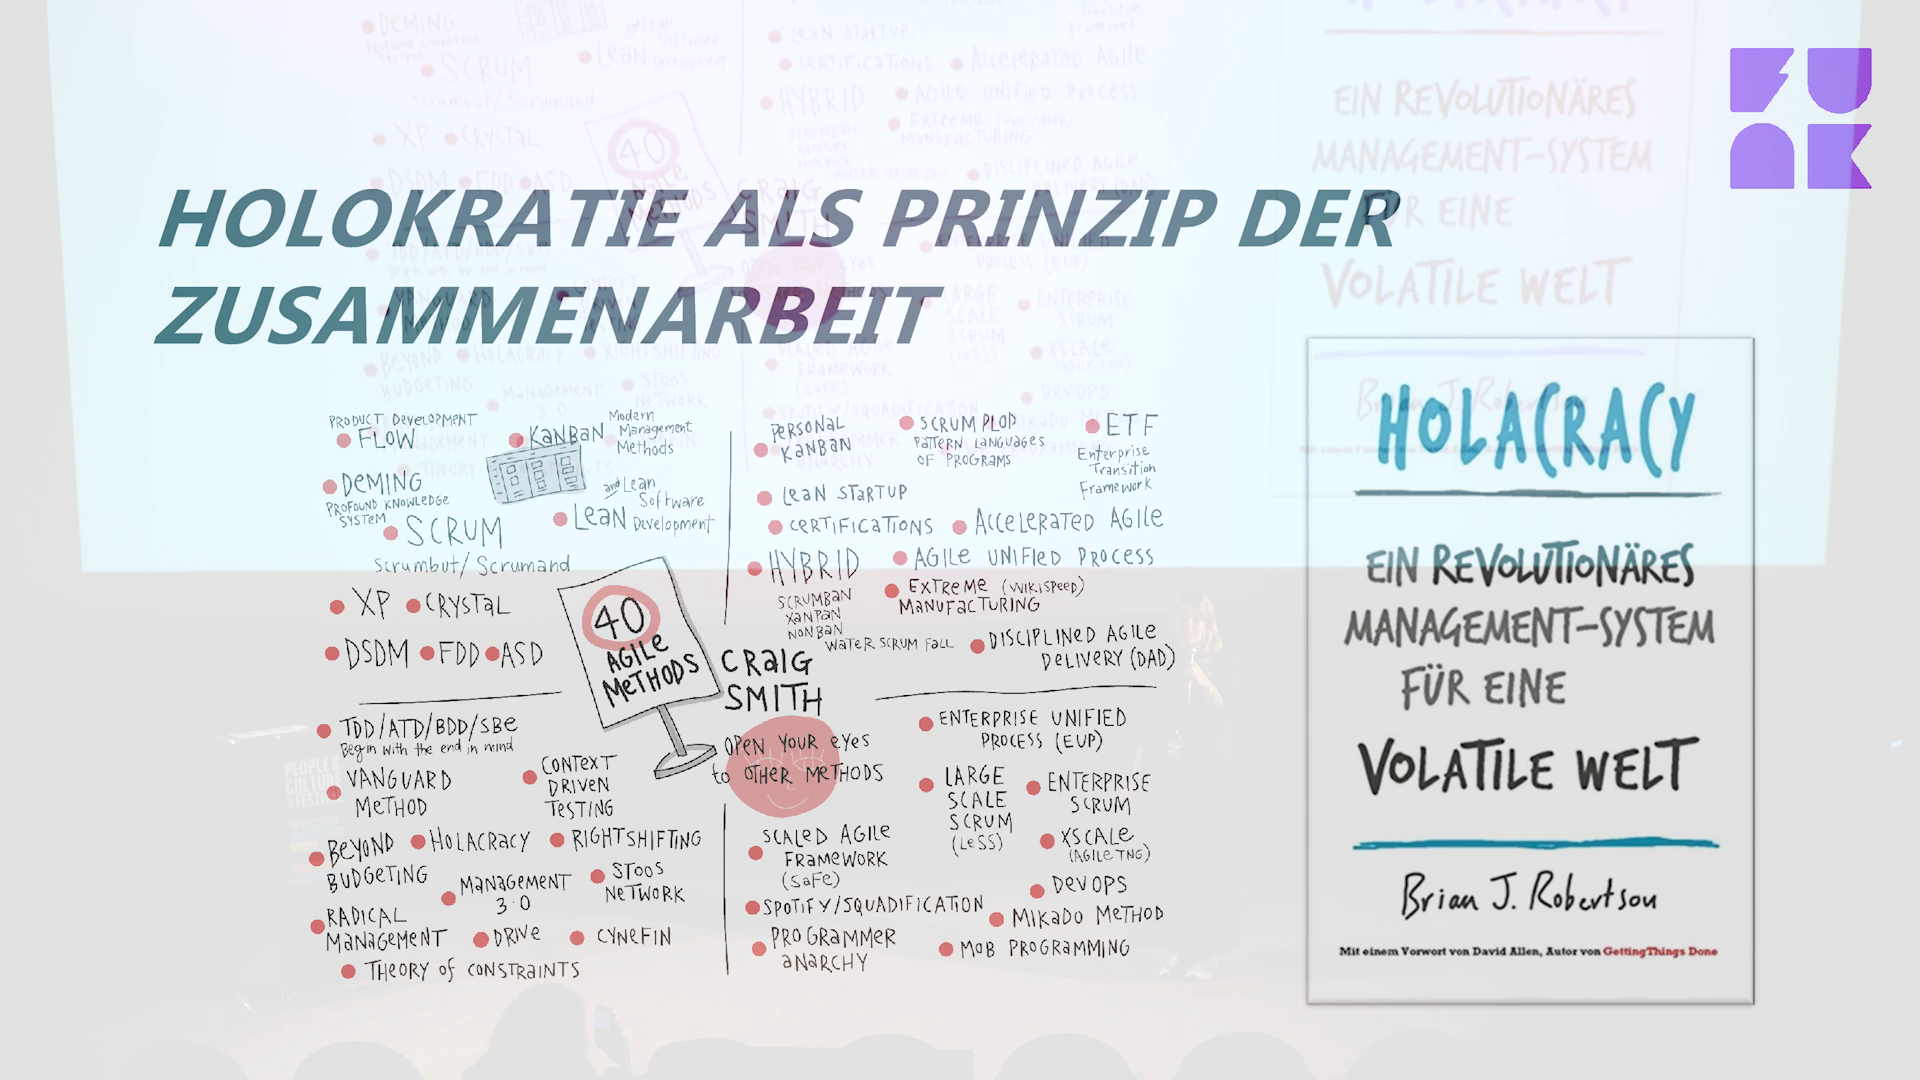 HOLOKRATIE ALS PRINZIP DER
ZUSAMMENARBEIT
PRODUCT DEVELOPMENT
FLOW
KANBAN
Modern
Management
Methods
DEMING
PROFOUND KNOWLEDGE
SYSTEM
and Lean
Software
LEAN Development
SCRUM
Scrumbut/ Scrumand
XP
CRYSTAL
DSDM
FDD
ASD
40
AGILE
METHODS
CRAIG
SMITH
OPEN YOUR EYES
to OTHER METHODS
PERSONAL
KANBAN
SCRUM PLOP
PATTERN LANGUAGES
OF PROGRAMS
ETF
Enterprise
Transition
Framework
LEAN STARTUP
CERTIFICATIONS
ACCELERATED AGILE
HYBRID
SCRUMBAN
XANPAN
NONBAN
WATER SCRUM FALL
AGILE UNIFIED PROCESS
EXTREME (WIKISPEED)
MANUFACTURING
DISCIPLINED AGILE
DELIVERY (DAD)
TDD/ATD/BDD/SBE
Begin with the end in mind
VANGUARD
METHOD
CONTEXT
DRIVEN
TESTING
BEYOND
BUDGETING
HOLACRACY
RIGHTSHIFTING
MANAGEMENT
3.0
STOOS
NETWORK
RADICAL
MANAGEMENT
DRIVE
CYNEFIN
THEORY of CONSTRAINTS
ENTERPRISE UNIFIED
PROCESS (EUP)
LARGE
SCALE
SCRUM
(LeSS)
ENTERPRISE
SCRUM
XSCALE
(AGILE TNG)
SCALED AGILE
FRAMEWORK
(SAFe)
DEVOPS
SPOTIFY/SQUADIFICATION
MIKADO METHOD
PROGRAMMER
ANARCHY
MOB PROGRAMMING
HOLACRACY
EIN REVOLUTIONÄRES
MANAGEMENT-SYSTEM
FÜR EINE
VOLATILE WELT
Brian J. Robertson
Mit einem Vorwort von David Allen, Autor von GettingThings Done
PEOPLE &
CULTURE
FESTIVAL